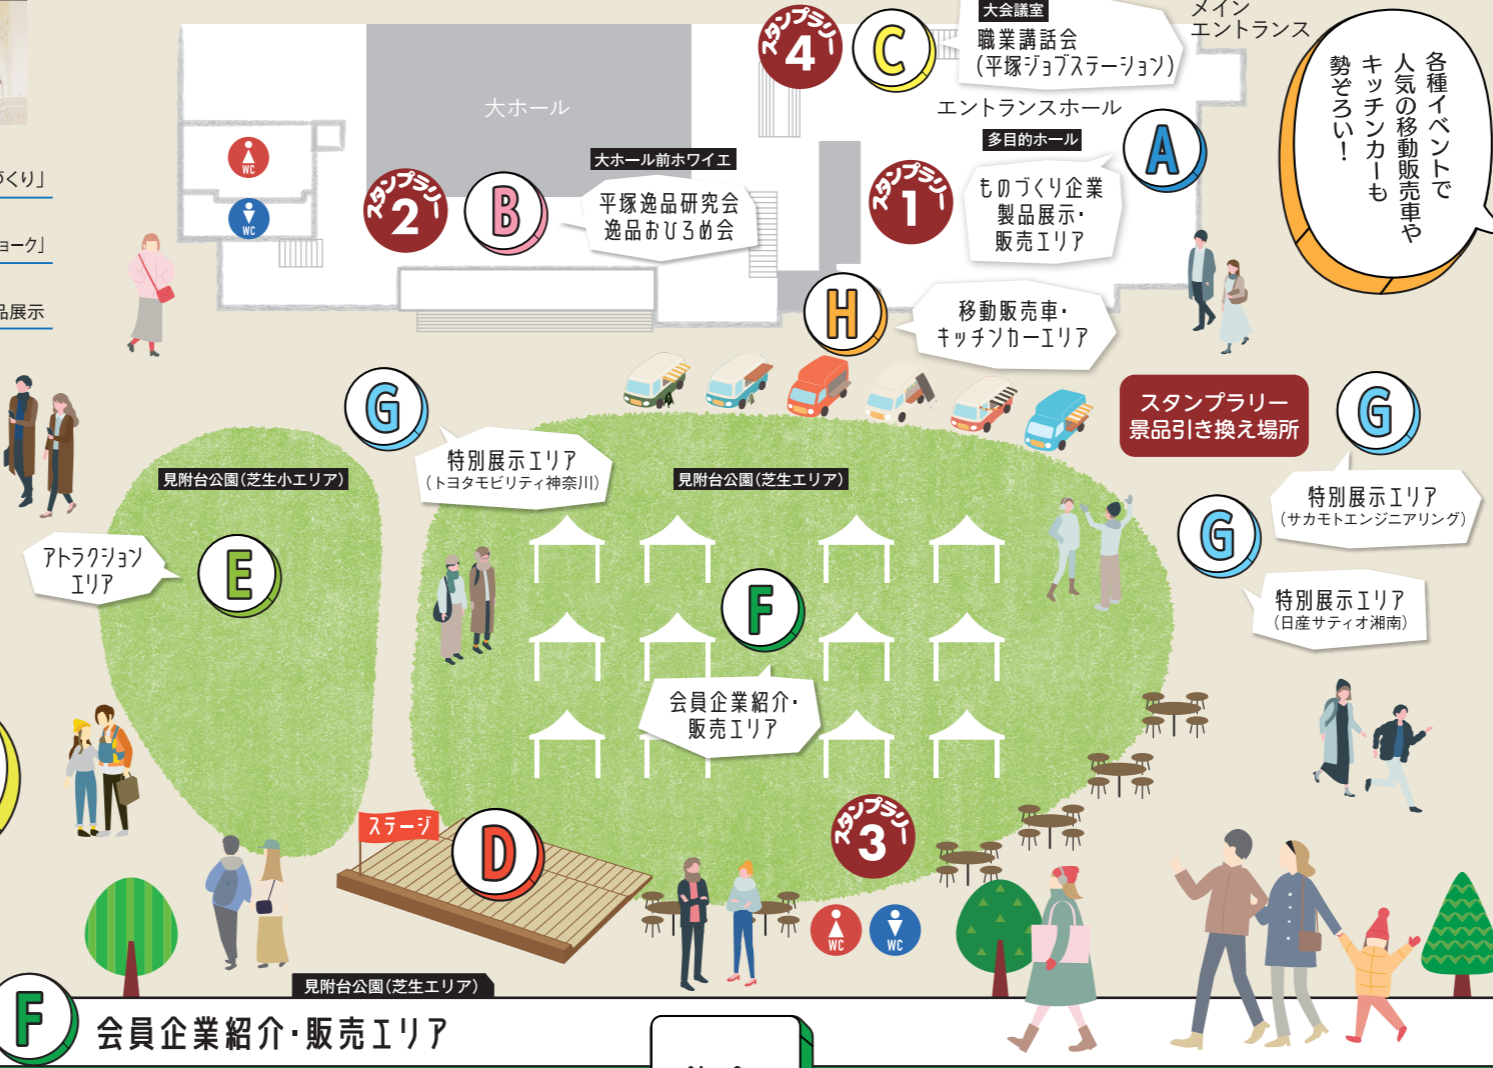 づくり」
ョーク」
品展示
大ホール
WC
WC
スタンプラリー
2
B
大ホール前ホワイエ
平塚逸品研究会
逸品おひろめ会
スタンプラリー
4
C
大会議室
職業講話会
(平塚ジョブステーション)
メイン
エントランス
エントランスホール
多目的ホール
A
スタンプラリー
1
ものづくり企業
製品展示・
販売エリア
各種イベントで
人気の移動販売車や
キッチンカーも
勢ぞろい!
H
移動販売車・
キッチンカーエリア
スタンプラリー
景品引き換え場所
G
特別展示エリア
(トヨタモビリティ神奈川)
G
特別展示エリア
(サカモトエンジニアリング)
G
特別展示エリア
(日産サティオ湘南)
見附台公園(芝生小エリア)
見附台公園(芝生エリア)
アトラクション
エリア
E
F
会員企業紹介・
販売エリア
ステージ
D
スタンプラリー
3
WC
WC
見附台公園(芝生エリア)
F
会員企業紹介・販売エリア